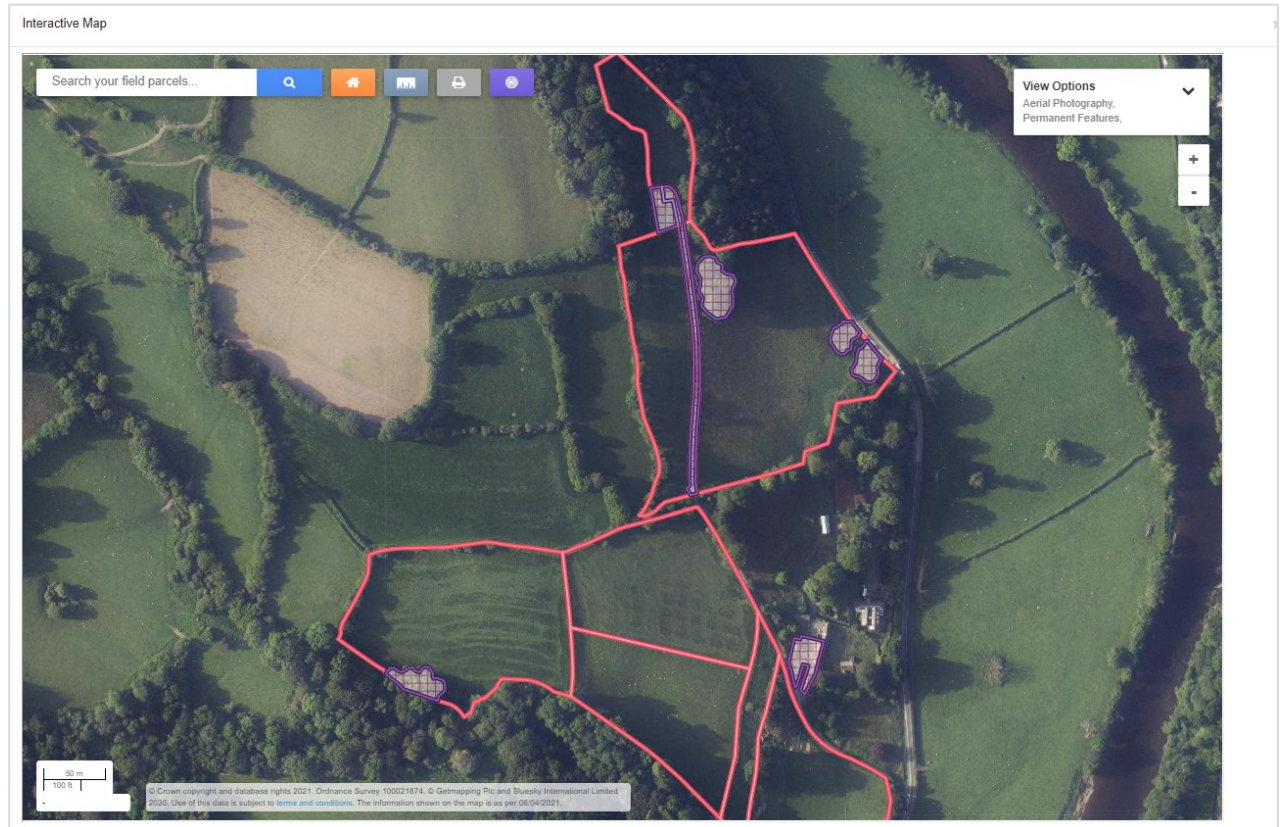 Interactive Map
Search your field parcels...
View Options
Aerial Photography,
Permanent Features,
+
-
50 m
100 ft
-
© Crown copyright and database rights 2021. Ordnance Survey 100021874. © Getmapping Plc and Bluesky International Limited
2020. Use of this data is subject to terms and conditions. The information shown on the map is as per 06/04/2021.